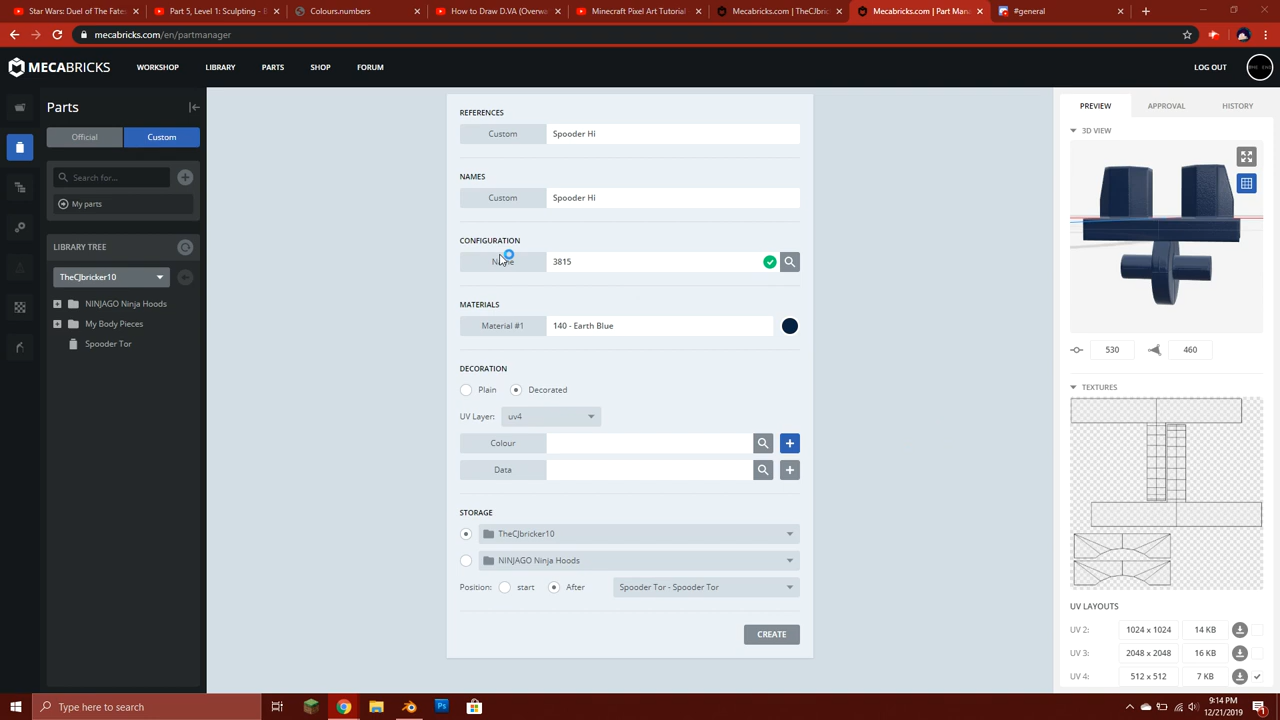 Star Wars: Duel of The Fates
Part 5, Level 1: Sculpting - B
Colours.numbers
How to Draw D.VA (Overwa
Minecraft Pixel Art Tutorial
Mecabricks.com | TheCJbric
Mecabricks.com | Part Man
#general
mecabricks.com/en/partmanager
MECABRICKS
WORKSHOP
LIBRARY
PARTS
SHOP
FORUM
LOG OUT
Parts
Official
Custom
Search for...
My parts
LIBRARY TREE
TheCJbricker10
NINJAGO Ninja Hoods
My Body Pieces
Spooder Tor
REFERENCES
Custom Spooder Hi
NAMES
Custom Spooder Hi
CONFIGURATION
Name 3815
MATERIALS
Material #1 140 - Earth Blue
DECORATION
Plain Decorated
UV Layer: uv4
Colour
Data
STORAGE
TheCJbricker10
NINJAGO Ninja Hoods
Position: start After Spooder Tor - Spooder Tor
CREATE
PREVIEW APPROVAL HISTORY
3D VIEW
530 460
TEXTURES
UV LAYOUTS
UV 2: 1024 x 1024 14 KB
UV 3: 2048 x 2048 16 KB
UV 4: 512 x 512 7 KB
Type here to search
9:14 PM
12/21/2019